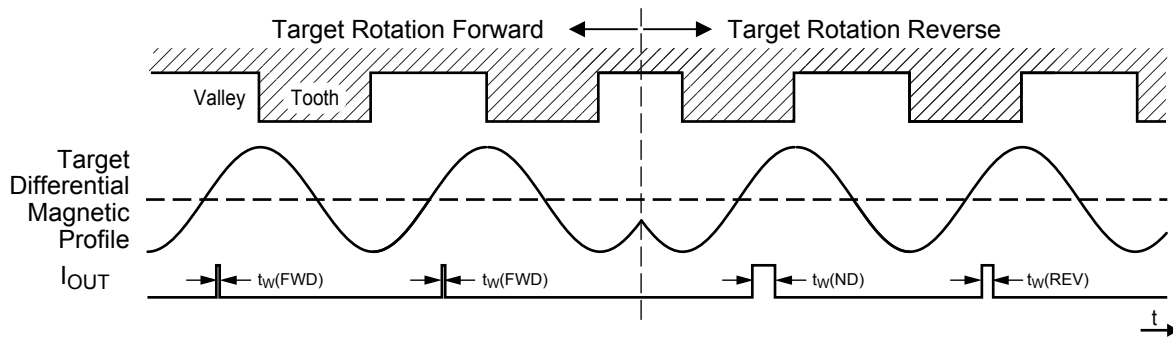 Target Rotation Forward
Target Rotation Reverse
Valley
Tooth
Target
Differential
Magnetic
Profile
IOUT
tW(FWD)
tW(FWD)
tW(ND)
tW(REV)
t